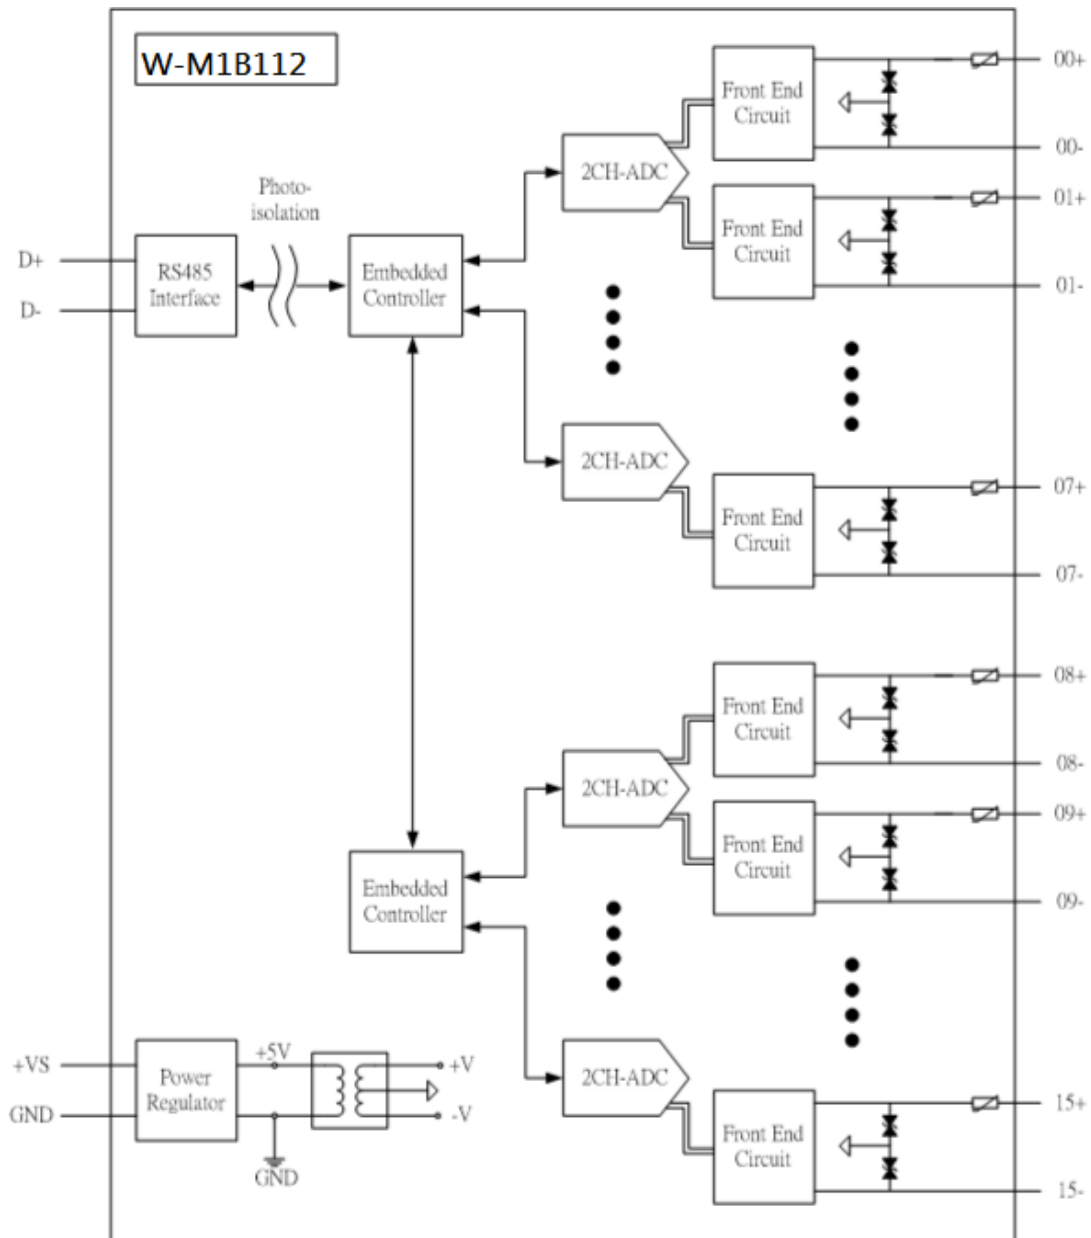 W-M1B112
Front End
Circuit
00+
00-
2CH-ADC
Front End
Circuit
01+
01-
Photo-
isolation
D+
D-
RS485
Interface
Embedded
Controller
2CH-ADC
Front End
Circuit
07+
07-
Front End
Circuit
08+
08-
2CH-ADC
Front End
Circuit
09+
09-
Embedded
Controller
2CH-ADC
Front End
Circuit
15+
15-
+VS
GND
Power
Regulator
+5V
GND
+V
-V